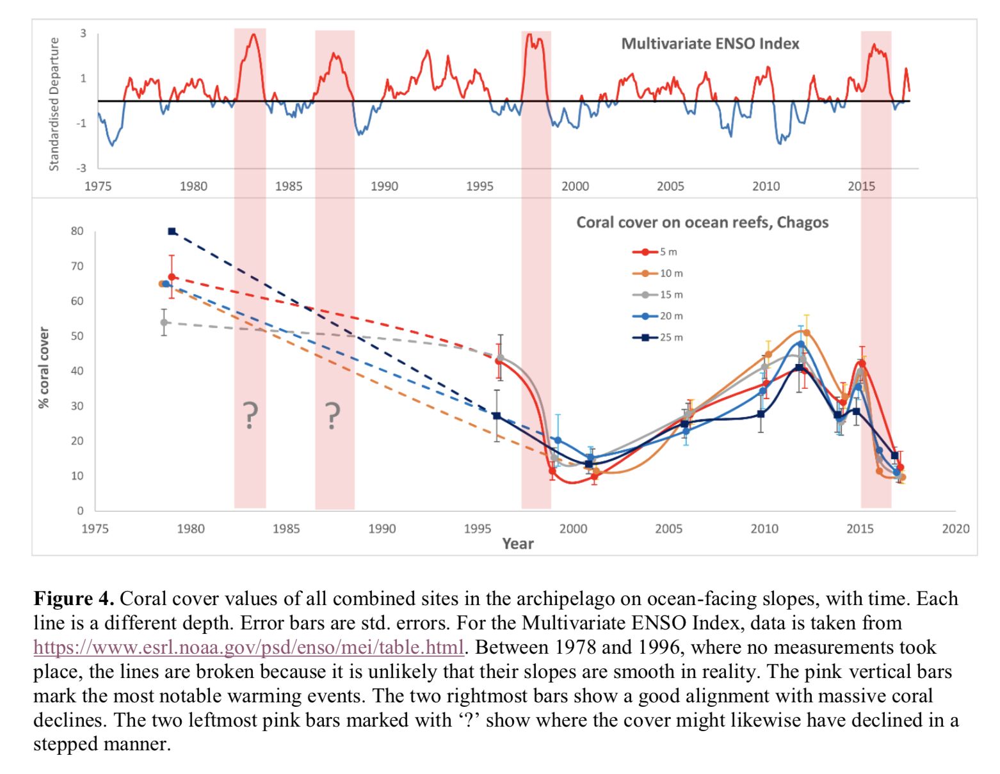 Multivariate ENSO Index
Standardised Departure
3
1
-1
-3
1975 1980 1985 1990 1995 2000 2005 2010 2015
Coral cover on ocean reefs, Chagos
5 m
10 m
15 m
20 m
25 m
% coral cover
80
70
60
50
40
30
20
10
0
? ?
1975 1980 1985 1990 1995 2000 2005 2010 2015 2020
Year
Figure 4. Coral cover values of all combined sites in the archipelago on ocean-facing slopes, with time. Each
line is a different depth. Error bars are std. errors. For the Multivariate ENSO Index, data is taken from
https://www.esrl.noaa.gov/psd/enso/mei/table.html. Between 1978 and 1996, where no measurements took
place, the lines are broken because it is unlikely that their slopes are smooth in reality. The pink vertical bars
mark the most notable warming events. The two rightmost bars show a good alignment with massive coral
declines. The two leftmost pink bars marked with ‘?’ show where the cover might likewise have declined in a
stepped manner.